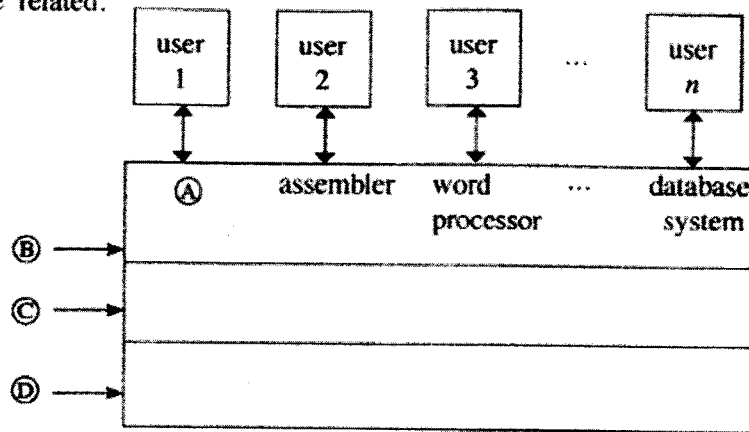 related:
user user user ... user
1 2 3 n
Ⓐ assembler word ... database
processor system
Ⓑ
Ⓒ
Ⓓ